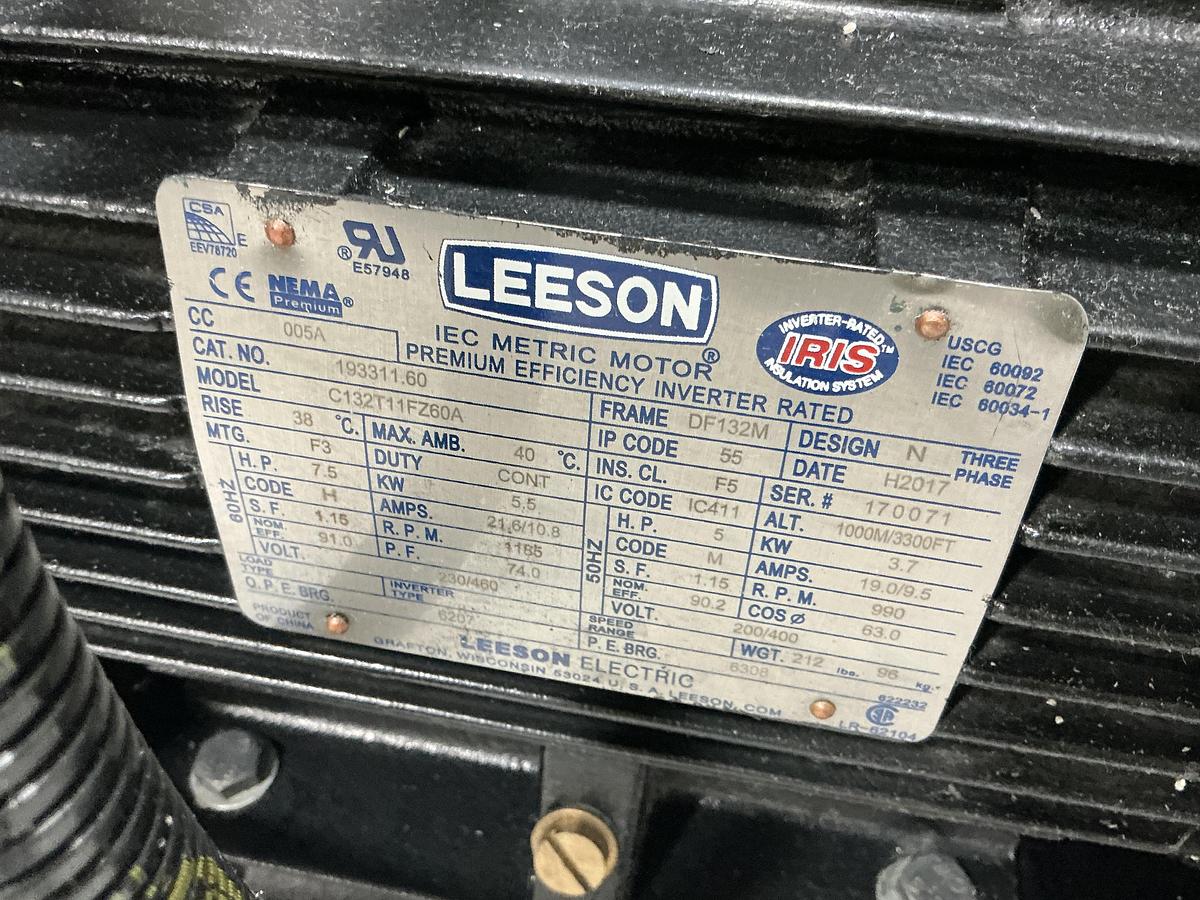 CSA
E
EEV78720
® RU
E57948
CE NEMA
Premium ®
LEESON
IEC METRIC MOTOR®
PREMIUM EFFICIENCY INVERTER RATED
INVERTER-RATED™
IRIS
INSULATION SYSTEM
USCG
IEC 60092
IEC 60072
IEC 60034-1
CC 005A
CAT. NO. 193311.60
MODEL C132T11FZ60A
FRAME DF132M DESIGN N THREE PHASE
RISE 38 °C. MAX. AMB. 40 °C. IP CODE 55 DATE H2017
MTG. F3 DUTY CONT INS. CL. F5 SER. # 170071
IC CODE IC411 ALT. 1000M/3300FT
60HZ
H.P. 7.5 KW 5.5
CODE H AMPS. 21.6/10.8
S.F. 1.15 R.P.M. 1185
NOM. EFF. 91.0 P.F. 74.0
VOLT. 230/460
50HZ
H.P. 5 KW 3.7
CODE M AMPS. 19.0/9.5
S.F. 1.15 R.P.M. 990
NOM. EFF. 90.2 COS Ø 63.0
VOLT. 200/400
LOAD TYPE INVERTER TYPE SPEED RANGE WGT. 212 lbs. 96 kg.
O.P.E. BRG. 6207 P.E. BRG. 6308
PRODUCT OF CHINA
LEESON ELECTRIC
GRAFTON, WISCONSIN 53024 U.S.A. LEESON.COM
622232
LR-62104